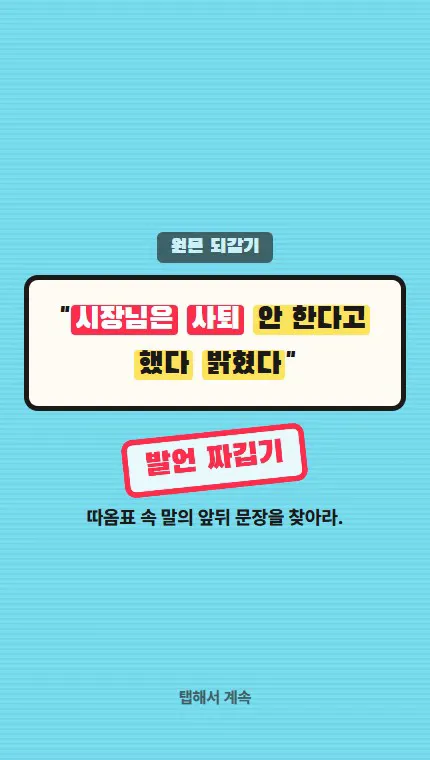 원문 되감기
"시장님은 사퇴 안 한다고
했다 밝혔다"
발언 짜깁기
따옴표 속 말의 앞뒤 문장을 찾아라.
탭해서 계속